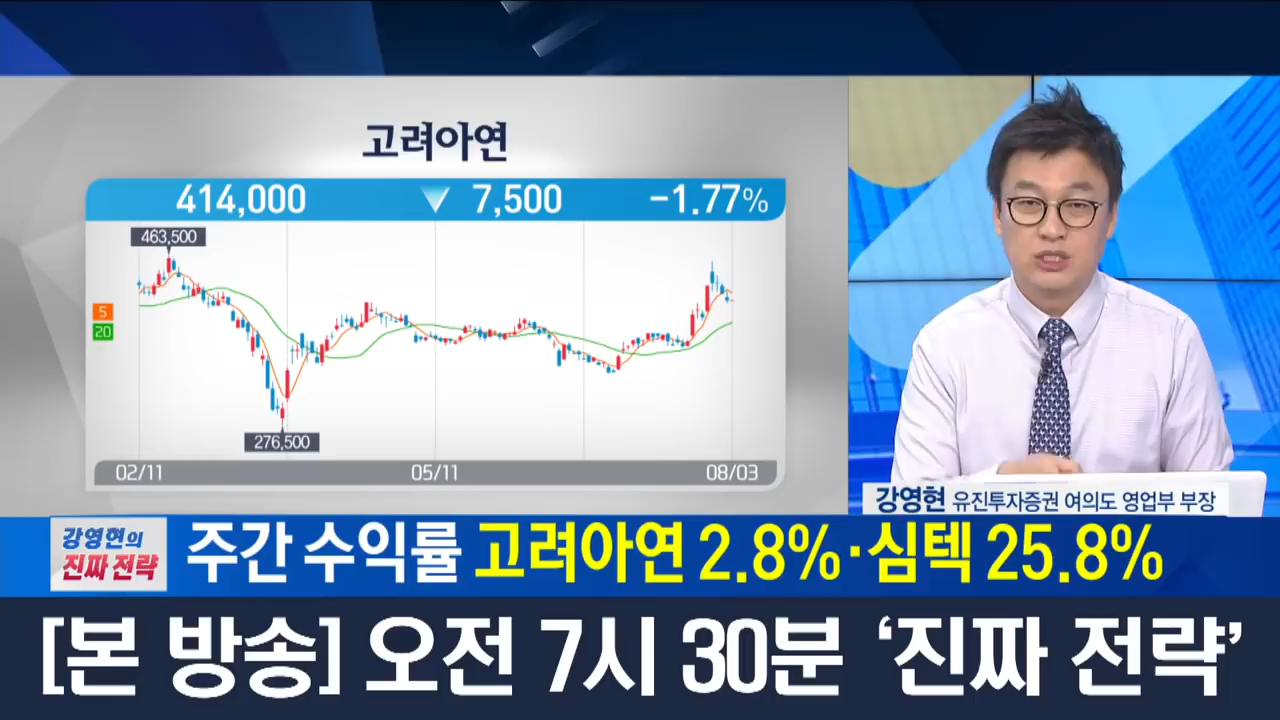 고려아연
414,000 ▼ 7,500 -1.77%
463,500
5
20
276,500
02/11 05/11 08/03
강영현 유진투자증권 여의도 영업부 부장
강영현의
진짜 전략
주간 수익률 고려아연 2.8%·심텍 25.8%
[본 방송] 오전 7시 30분 ‘진짜 전략’